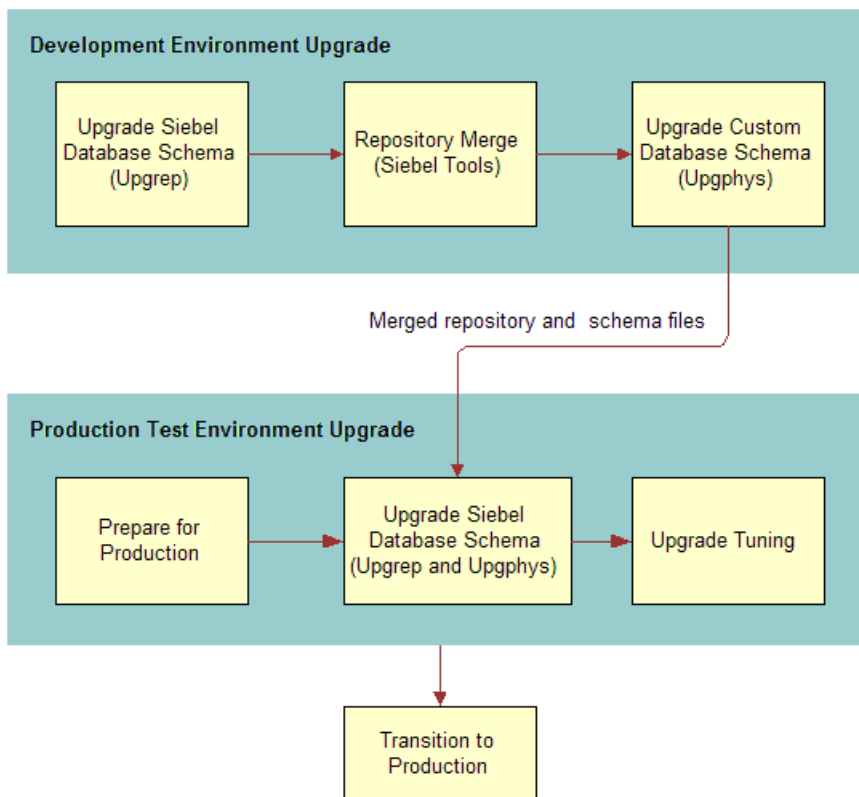 Development Environment Upgrade
Upgrade Siebel
Database Schema
(Upgrep)
Repository Merge
(Siebel Tools)
Upgrade Custom
Database Schema
(Upgphys)
Merged repository and schema files
Production Test Environment Upgrade
Prepare for
Production
Upgrade Siebel
Database Schema
(Upgrep and Upgphys)
Upgrade Tuning
Transition to
Production